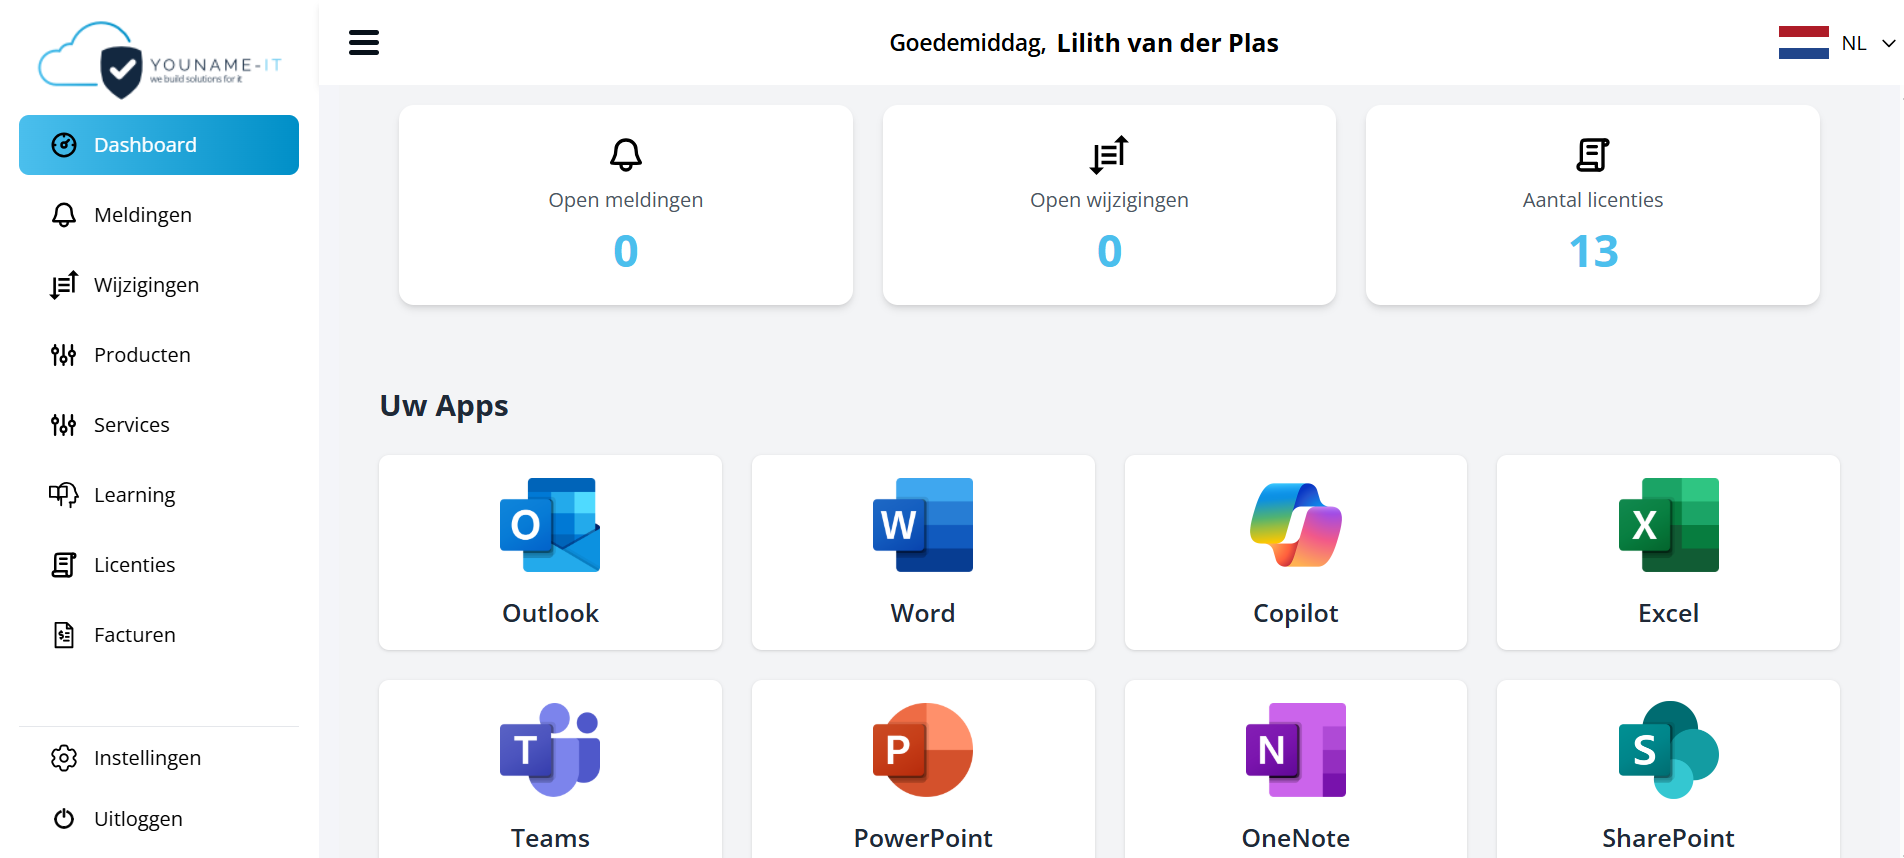 YOUNAME-IT
we build solutions for it
Dashboard
Meldingen
Wijzigingen
Producten
Services
Learning
Licenties
Facturen
Instellingen
Uitloggen
Goedemiddag, Lilith van der Plas
NL
Open meldingen
0
Open wijzigingen
0
Aantal licenties
13
Uw Apps
Outlook
Word
Copilot
Excel
Teams
PowerPoint
OneNote
SharePoint